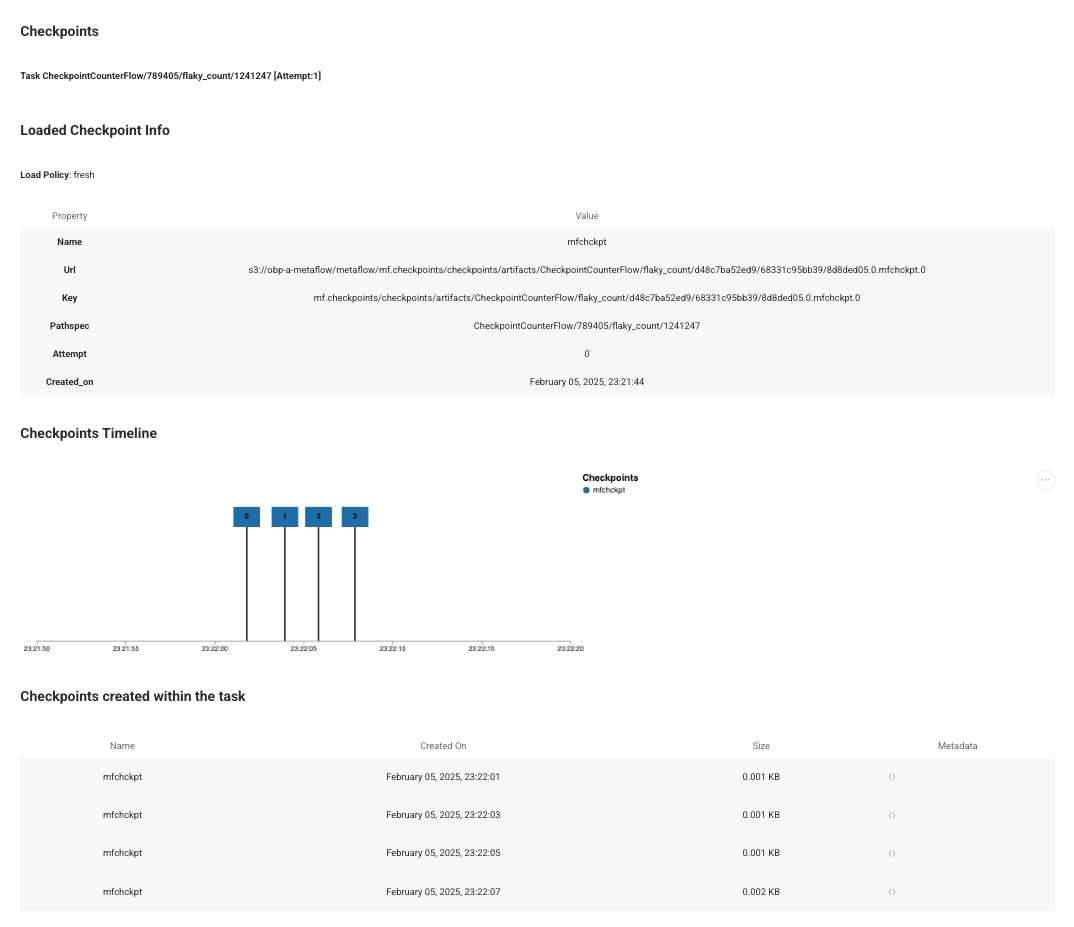 Checkpoints
Task CheckpointCounterFlow/789405/flaky_count/1241247 [Attempt:1]
Loaded Checkpoint Info
Load Policy: fresh
Property Value
Name mfchckpt
Url s3://obp-a-metaflow/metaflow/mf.checkpoints/checkpoints/artifacts/CheckpointCounterFlow/flaky_count/d48c7ba52ed9/68331c95bb39/8d8ded05.0.mfchckpt.0
Key mf.checkpoints/checkpoints/artifacts/CheckpointCounterFlow/flaky_count/d48c7ba52ed9/68331c95bb39/8d8ded05.0.mfchckpt.0
Pathspec CheckpointCounterFlow/789405/flaky_count/1241247
Attempt 0
Created_on February 05, 2025, 23:21:44
Checkpoints Timeline
Checkpoints
mfchckpt
0 1 2 3
23:21:50 23:21:55 23:22:00 23:22:05 23:22:10 23:22:15 23:22:20
Checkpoints created within the task
Name Created On Size Metadata
mfchckpt February 05, 2025, 23:22:01 0.001 KB {}
mfchckpt February 05, 2025, 23:22:03 0.001 KB {}
mfchckpt February 05, 2025, 23:22:05 0.001 KB {}
mfchckpt February 05, 2025, 23:22:07 0.002 KB {}